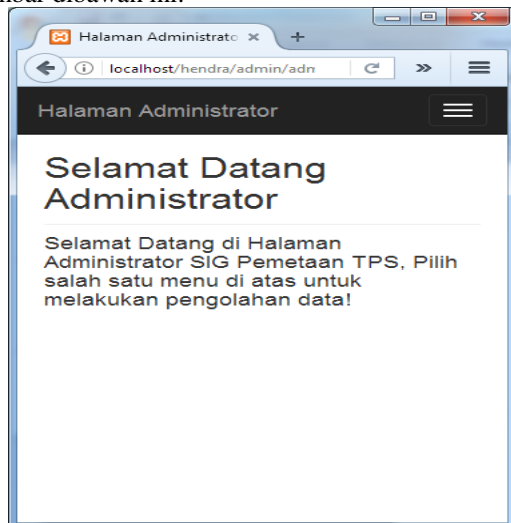 Halaman Administrato
localhost/hendra/admin/adn
Halaman Administrator
Selamat Datang
Administrator
Selamat Datang di Halaman
Administrator SIG Pemetaan TPS, Pilih
salah satu menu di atas untuk
melakukan pengolahan data!